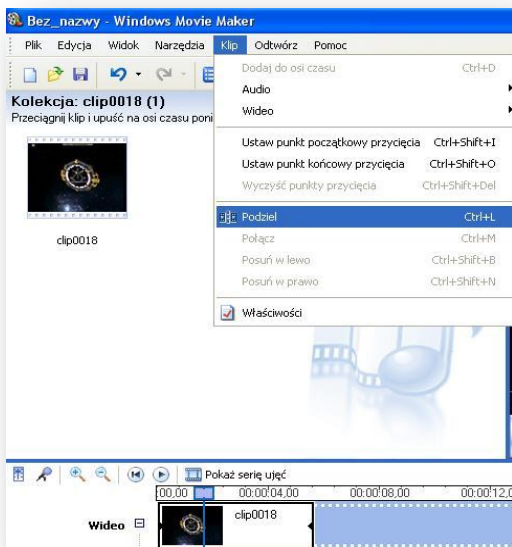 Bez_nazwy - Windows Movie Maker
Plik Edycja Widok Narzędzia Klip Odtwórz Pomoc
Kolekcja: clip0018 (1)
Przeciągnij klip i upuść na osi czasu poni
clip0018
Dodaj do osi czasu Ctrl+D
Audio
Wideo
Ustaw punkt początkowy przycięcia Ctrl+Shift+I
Ustaw punkt końcowy przycięcia Ctrl+Shift+O
Wyczyść punkty przycięcia Ctrl+Shift+Del
Podziel Ctrl+L
Połącz Ctrl+M
Posuń w lewo Ctrl+Shift+B
Posuń w prawo Ctrl+Shift+N
Właściwości
Pokaż serię ujęć
00,00 00:00:04,00 00:00:08,00 00:00:12,0
Wideo clip0018